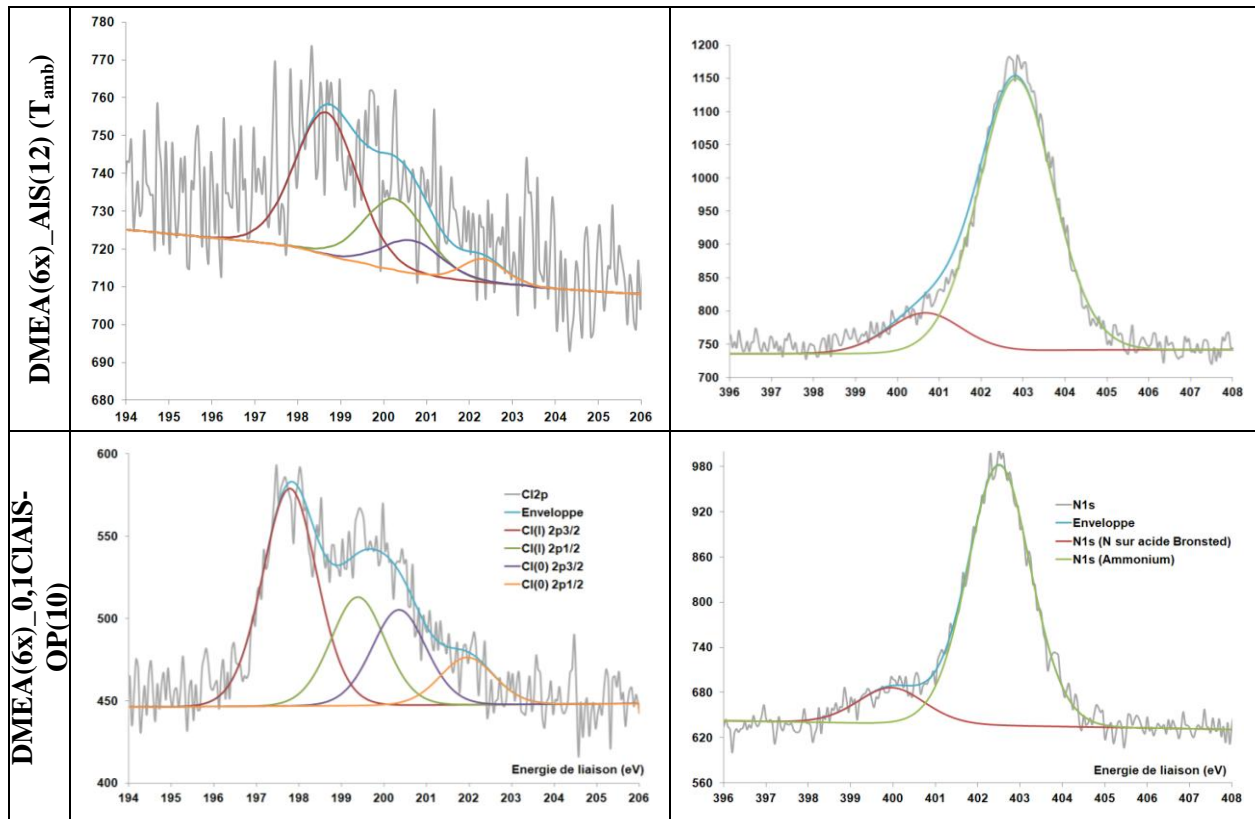 DMEA(6x)_AlS(12) (Tamb)
780
770
760
750
740
730
720
710
700
690
680
194 195 196 197 198 199 200 201 202 203 204 205 206
1200
1150
1100
1050
1000
950
900
850
800
750
700
396 397 398 399 400 401 402 403 404 405 406 407 408
DMEA(6x)_0,1ClAlS-
OP(10)
600
550
500
450
400
Cl2p
Enveloppe
Cl(I) 2p3/2
Cl(I) 2p1/2
Cl(0) 2p3/2
Cl(0) 2p1/2
Energie de liaison (eV)
194 195 196 197 198 199 200 201 202 203 204 205 206
980
920
860
800
740
680
620
560
N1s
Enveloppe
N1s (N sur acide Bronsted)
N1s (Ammonium)
Energie de liaison (eV)
396 397 398 399 400 401 402 403 404 405 406 407 408